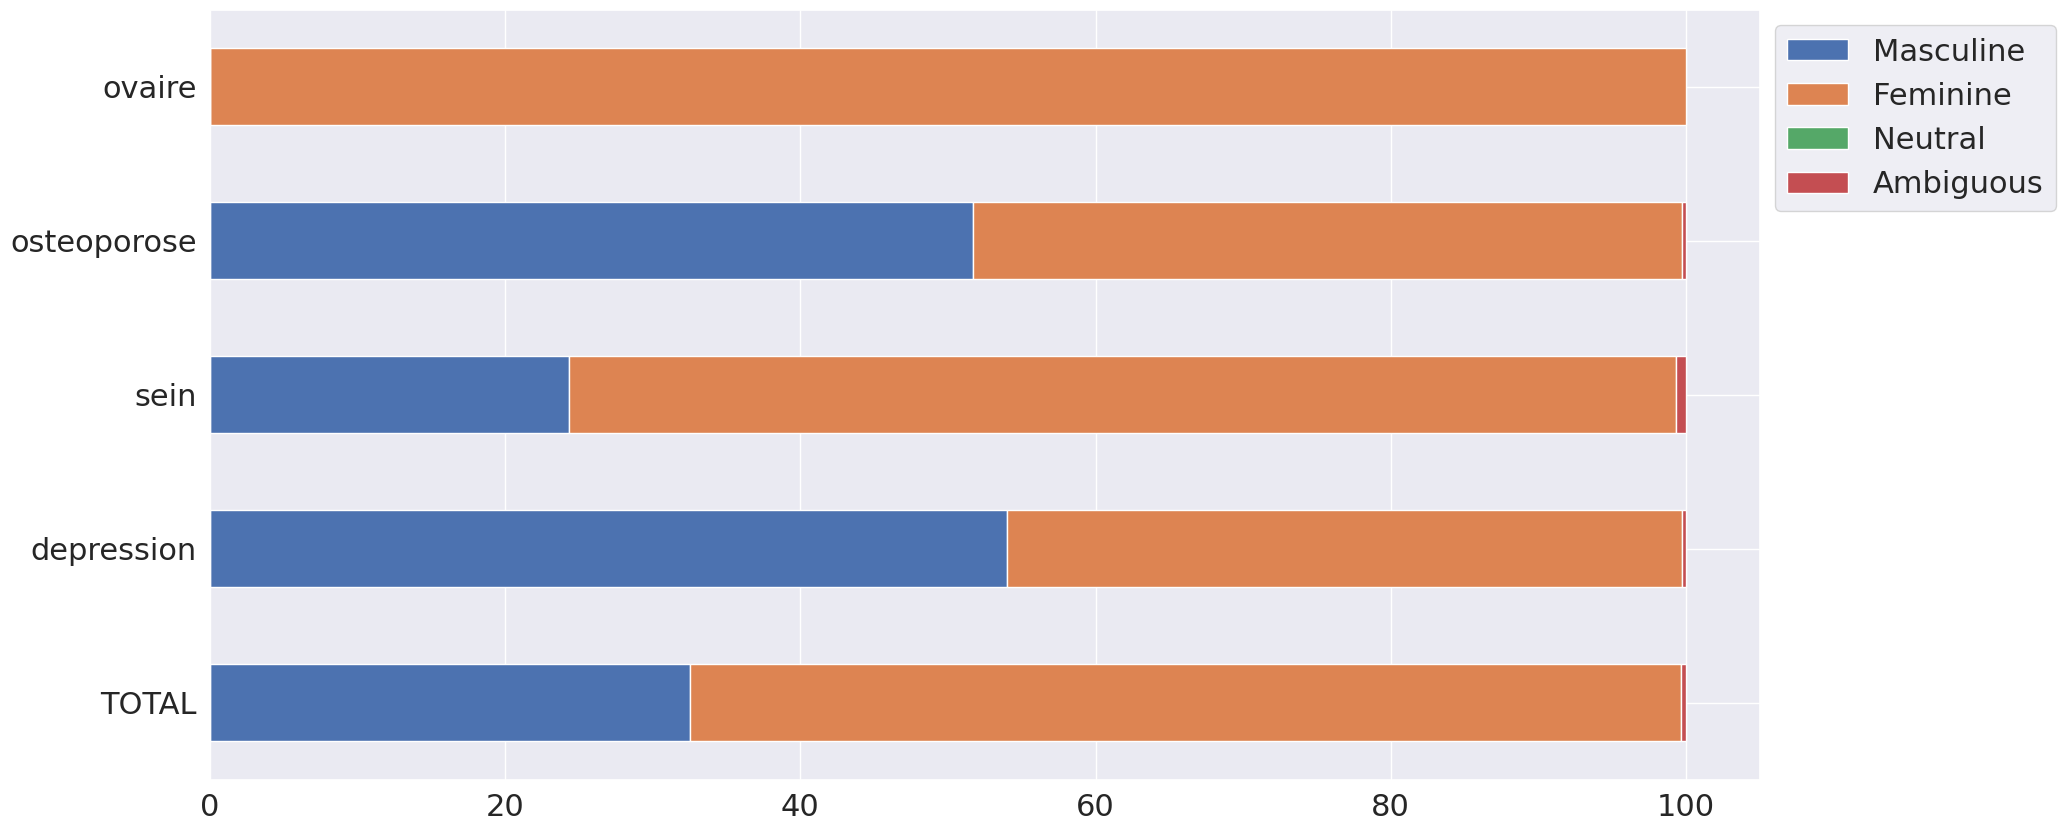 ovaire
osteoporose
sein
depression
TOTAL
0 20 40 60 80 100
Masculine
Feminine
Neutral
Ambiguous